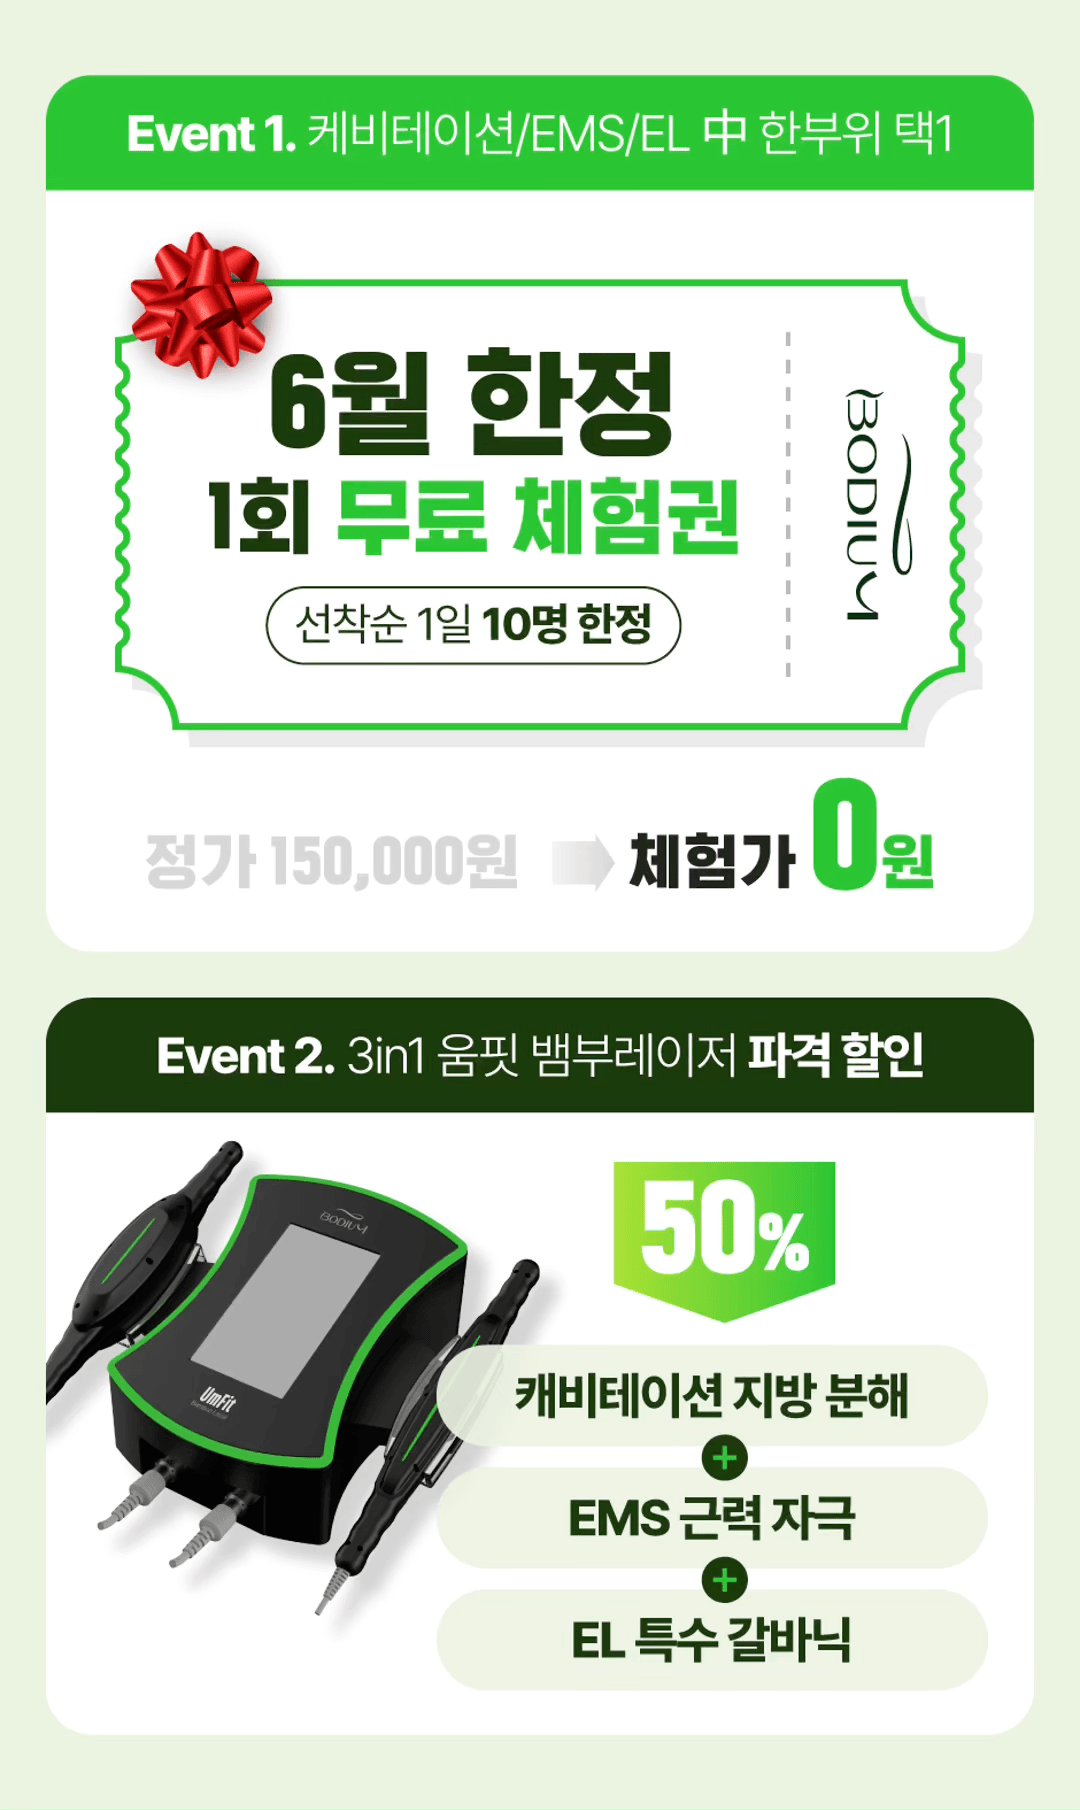 Event 1. 케비테이션/EMS/EL 中 한부위 택1
6월 한정
1회 무료 체험권
선착순 1일 10명 한정
BODIUM
정가 150,000원
체험가 0원
Event 2. 3in1 움핏 뱀부레이저 파격 할인
50%
BODIUM
UmFit
캐비테이션 지방 분해
+
EMS 근력 자극
+
EL 특수 갈바닉